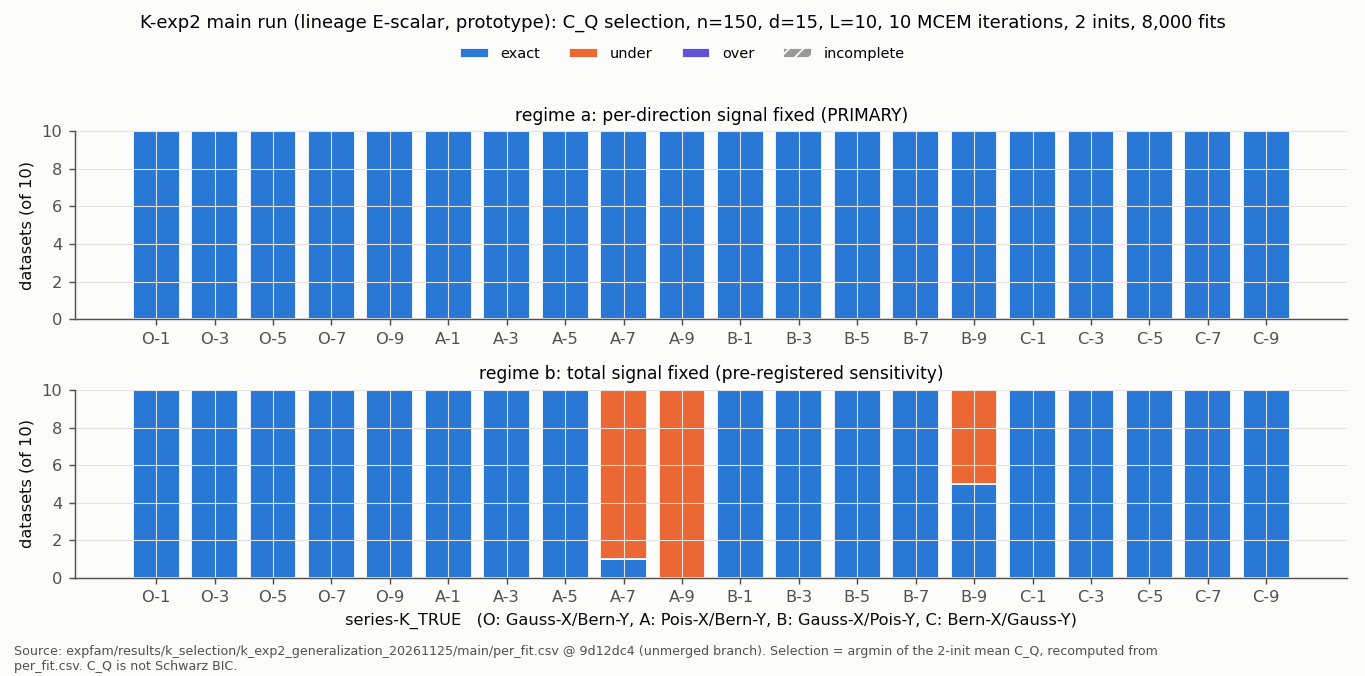 K-exp2 main run (lineage E-scalar, prototype): C_Q selection, n=150, d=15, L=10, 10 MCEM iterations, 2 inits, 8,000 fits
exact under over incomplete
regime a: per-direction signal fixed (PRIMARY)
datasets (of 10)
10
8
6
4
2
0
O-1 O-3 O-5 O-7 O-9 A-1 A-3 A-5 A-7 A-9 B-1 B-3 B-5 B-7 B-9 C-1 C-3 C-5 C-7 C-9
regime b: total signal fixed (pre-registered sensitivity)
datasets (of 10)
10
8
6
4
2
0
O-1 O-3 O-5 O-7 O-9 A-1 A-3 A-5 A-7 A-9 B-1 B-3 B-5 B-7 B-9 C-1 C-3 C-5 C-7 C-9
series-K_TRUE (O: Gauss-X/Bern-Y, A: Pois-X/Bern-Y, B: Gauss-X/Pois-Y, C: Bern-X/Gauss-Y)
Source: expfam/results/k_selection/k_exp2_generalization_20261125/main/per_fit.csv @ 9d12dc4 (unmerged branch). Selection = argmin of the 2-init mean C_Q, recomputed from
per_fit.csv. C_Q is not Schwarz BIC.